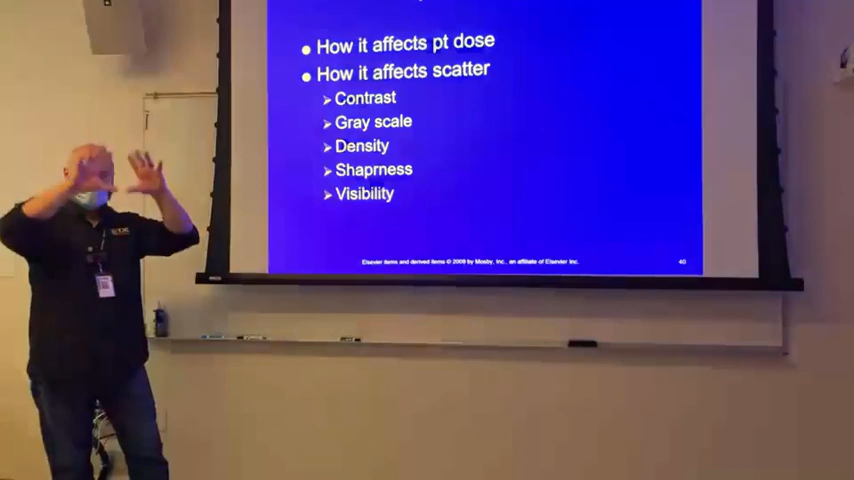 How it affects pt dose
How it affects scatter
Contrast
Gray scale
Density
Shaprness
Visibility
Elsevier items and derived items © 2009 by Mosby, Inc., an affiliate of Elsevier Inc.
40